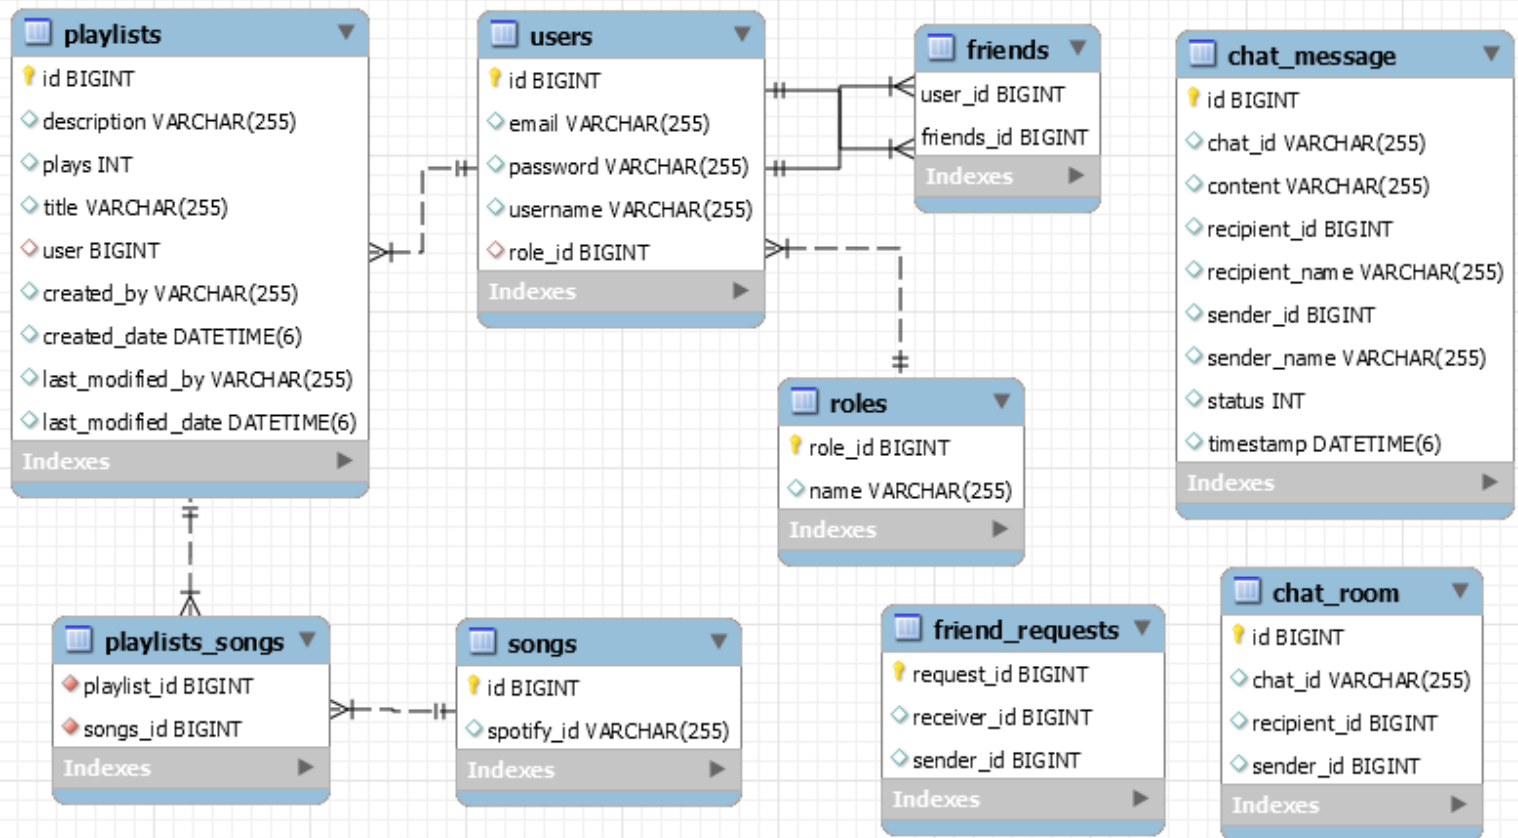 playlists
id BIGINT
description VARCHAR(255)
plays INT
title VARCHAR(255)
user BIGINT
created_by VARCHAR(255)
created_date DATETIME(6)
last_modified_by VARCHAR(255)
last_modified_date DATETIME(6)
Indexes
users
id BIGINT
email VARCHAR(255)
password VARCHAR(255)
username VARCHAR(255)
role_id BIGINT
Indexes
friends
user_id BIGINT
friends_id BIGINT
Indexes
chat_message
id BIGINT
chat_id VARCHAR(255)
content VARCHAR(255)
recipient_id BIGINT
recipient_name VARCHAR(255)
sender_id BIGINT
sender_name VARCHAR(255)
status INT
timestamp DATETIME(6)
Indexes
roles
role_id BIGINT
name VARCHAR(255)
Indexes
playlists_songs
playlist_id BIGINT
songs_id BIGINT
Indexes
songs
id BIGINT
spotify_id VARCHAR(255)
Indexes
friend_requests
request_id BIGINT
receiver_id BIGINT
sender_id BIGINT
Indexes
chat_room
id BIGINT
chat_id VARCHAR(255)
recipient_id BIGINT
sender_id BIGINT
Indexes